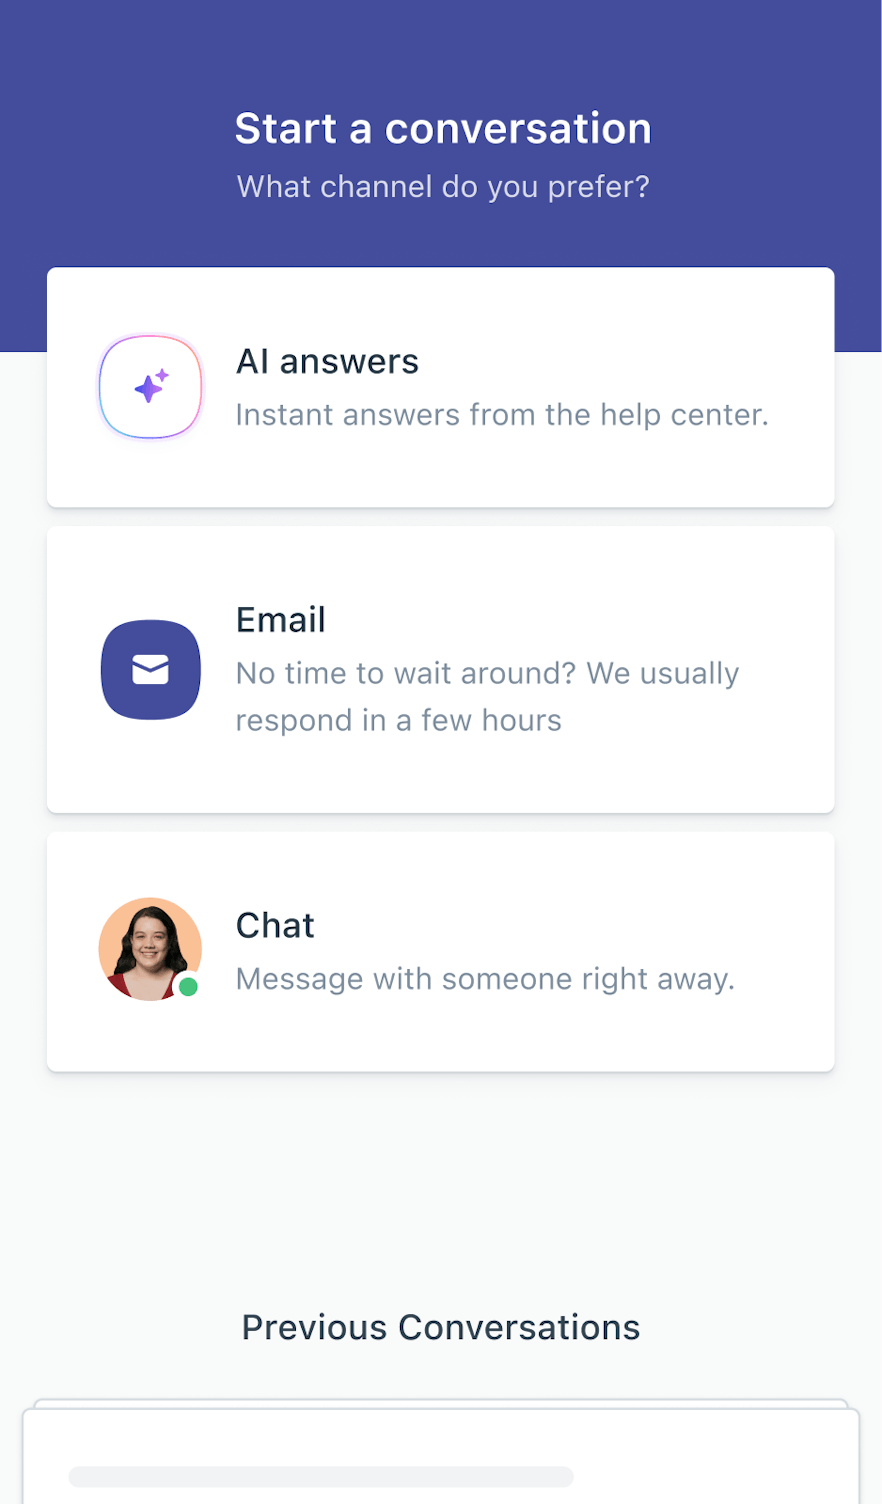 Start a conversation
What channel do you prefer?
AI answers
Instant answers from the help center.
Email
No time to wait around? We usually
respond in a few hours
Chat
Message with someone right away.
Previous Conversations